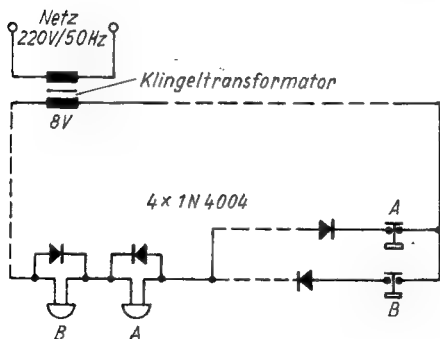 Netz
220V/50Hz
Klingeltransformator
8V
4 × 1N 4004
A
B
B
A